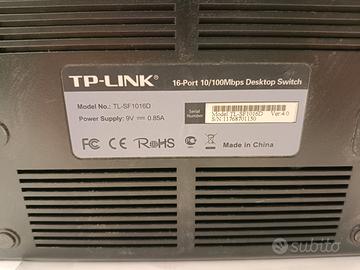 TP-LINK
16-Port 10/100Mbps Desktop Switch
Model No.: TL-SF1016D
Power Supply: 9V 0.85A
Serial Number
Model TL-SF1016D Ver:4.0
S/N:11768701150
FC CE RoHS Made in China
subito